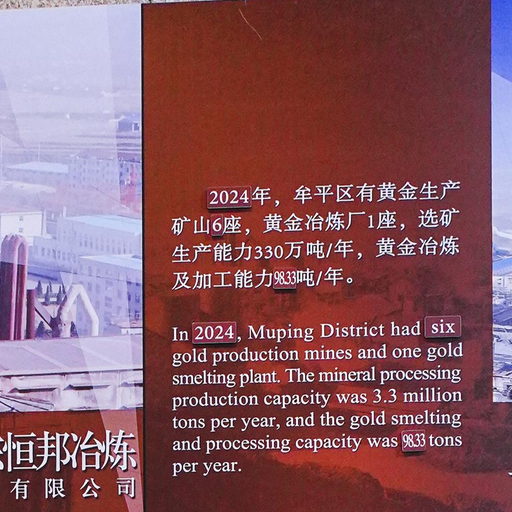 2024年，牟平区有黄金生产
矿山6座，黄金冶炼厂1座，选矿
生产能力330万吨/年，黄金冶炼
及加工能力98.33吨/年。
In 2024, Muping District had six
gold production mines and one gold
smelting plant. The mineral processing
production capacity was 3.3 million
tons per year, and the gold smelting
and processing capacity was 98.33 tons
per year.
恒邦冶炼
有限公司